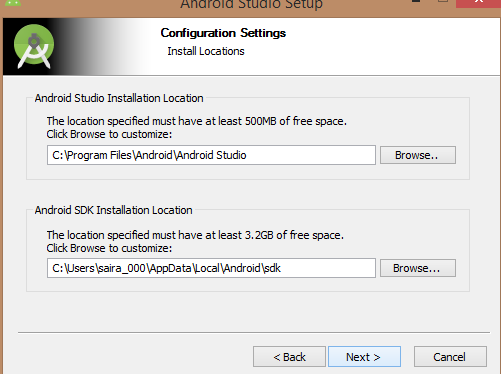 Android Studio Setup
Configuration Settings
Install Locations
Android Studio Installation Location
The location specified must have at least 500MB of free space.
Click Browse to customize:
C:\Program Files\Android\Android Studio
Browse..
Android SDK Installation Location
The location specified must have at least 3.2GB of free space.
Click Browse to customize:
C:\Users\saira_000\AppData\Local\Android\sdk
Browse...
< Back
Next >
Cancel